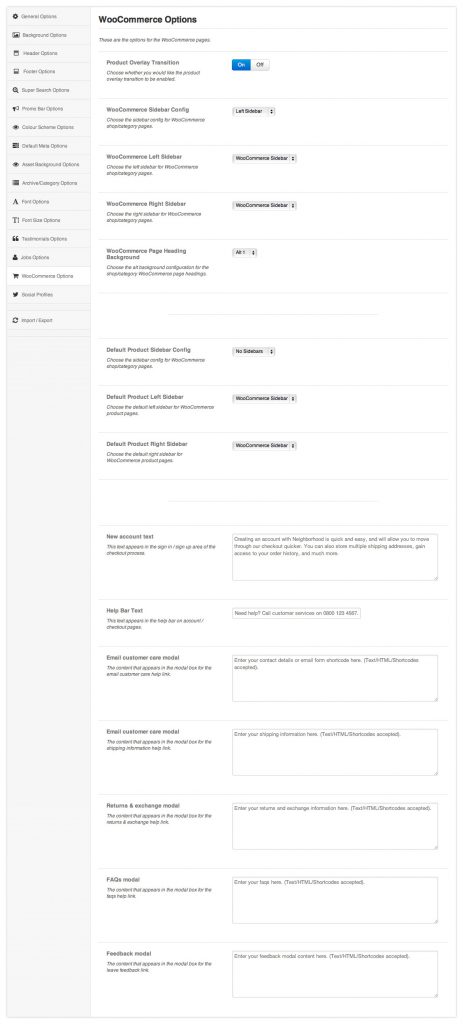 General Options
Background Options
Header Options
Footer Options
Super Search Options
Promo Bar Options
Colour Scheme Options
Default Meta Options
Asset Background Options
Archive/Category Options
Font Options
Font Size Options
Testimonials Options
Jobs Options
WooCommerce Options
Social Profiles
Import / Export
WooCommerce Options
These are the options for the WooCommerce pages.
Product Overlay Transition
Choose whether you would like the product
overlay transition to be enabled.
On Off
WooCommerce Sidebar Config
Choose the sidebar config for WooCommerce
shop/category pages.
Left Sidebar
WooCommerce Left Sidebar
Choose the left sidebar for WooCommerce
shop/category pages.
WooCommerce Sidebar
WooCommerce Right Sidebar
Choose the right sidebar for WooCommerce
shop/category pages.
WooCommerce Sidebar
WooCommerce Page Heading
Background
Choose the alt background configuration for the
shop/category WooCommerce page headings.
Alt 1
Default Product Sidebar Config
Choose the sidebar config for WooCommerce
shop/category pages.
No Sidebars
Default Product Left Sidebar
Choose the default left sidebar for WooCommerce
product pages.
WooCommerce Sidebar
Default Product Right Sidebar
Choose the default right sidebar for
WooCommerce product pages.
WooCommerce Sidebar
New account text
This text appears in the sign in / sign up area of the
checkout process.
Creating an account with Neighborhood is quick and easy, and will allow you to move
through our checkout quicker. You can also store multiple shipping addresses, gain
access to your order history, and much more.
Help Bar Text
This text appears in the help bar on account /
checkout pages.
Need help? Call customer services on 0800 123 4567.
Email customer care modal
The content that appears in the modal box for the
email customer care help link.
Enter your contact details or email form shortcode here. (Text/HTML/Shortcodes
accepted).
Email customer care modal
The content that appears in the modal box for the
shipping information help link.
Enter your shipping information here. (Text/HTML/Shortcodes accepted).
Returns & exchange modal
The content that appears in the modal box for the
returns & exchange help link.
Enter your returns and exchange information here. (Text/HTML/Shortcodes accepted).
FAQs modal
The content that appears in the modal box for the
faqs help link.
Enter your faqs here. (Text/HTML/Shortcodes accepted).
Feedback modal
The content that appears in the modal box for the
leave feedback link.
Enter your feedback modal content here. (Text/HTML/Shortcodes accepted).